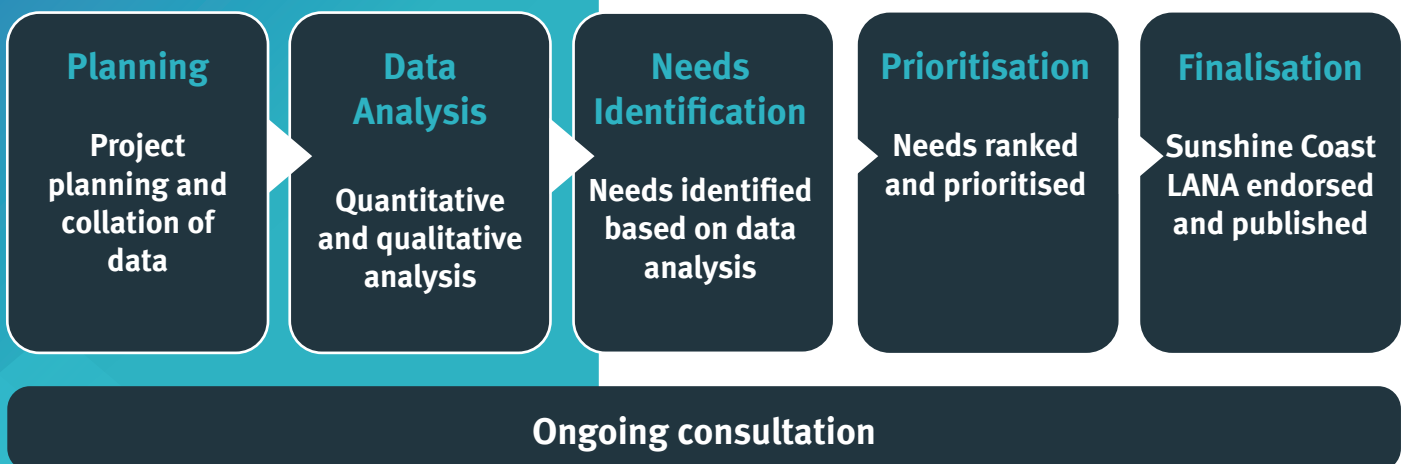 Planning
Project
planning and
collation of
data
Data
Analysis
Quantitative
and qualitative
analysis
Needs
Identification
Needs identified
based on data
analysis
Prioritisation
Needs ranked
and prioritised
Finalisation
Sunshine Coast
LANA endorsed
and published
Ongoing consultation